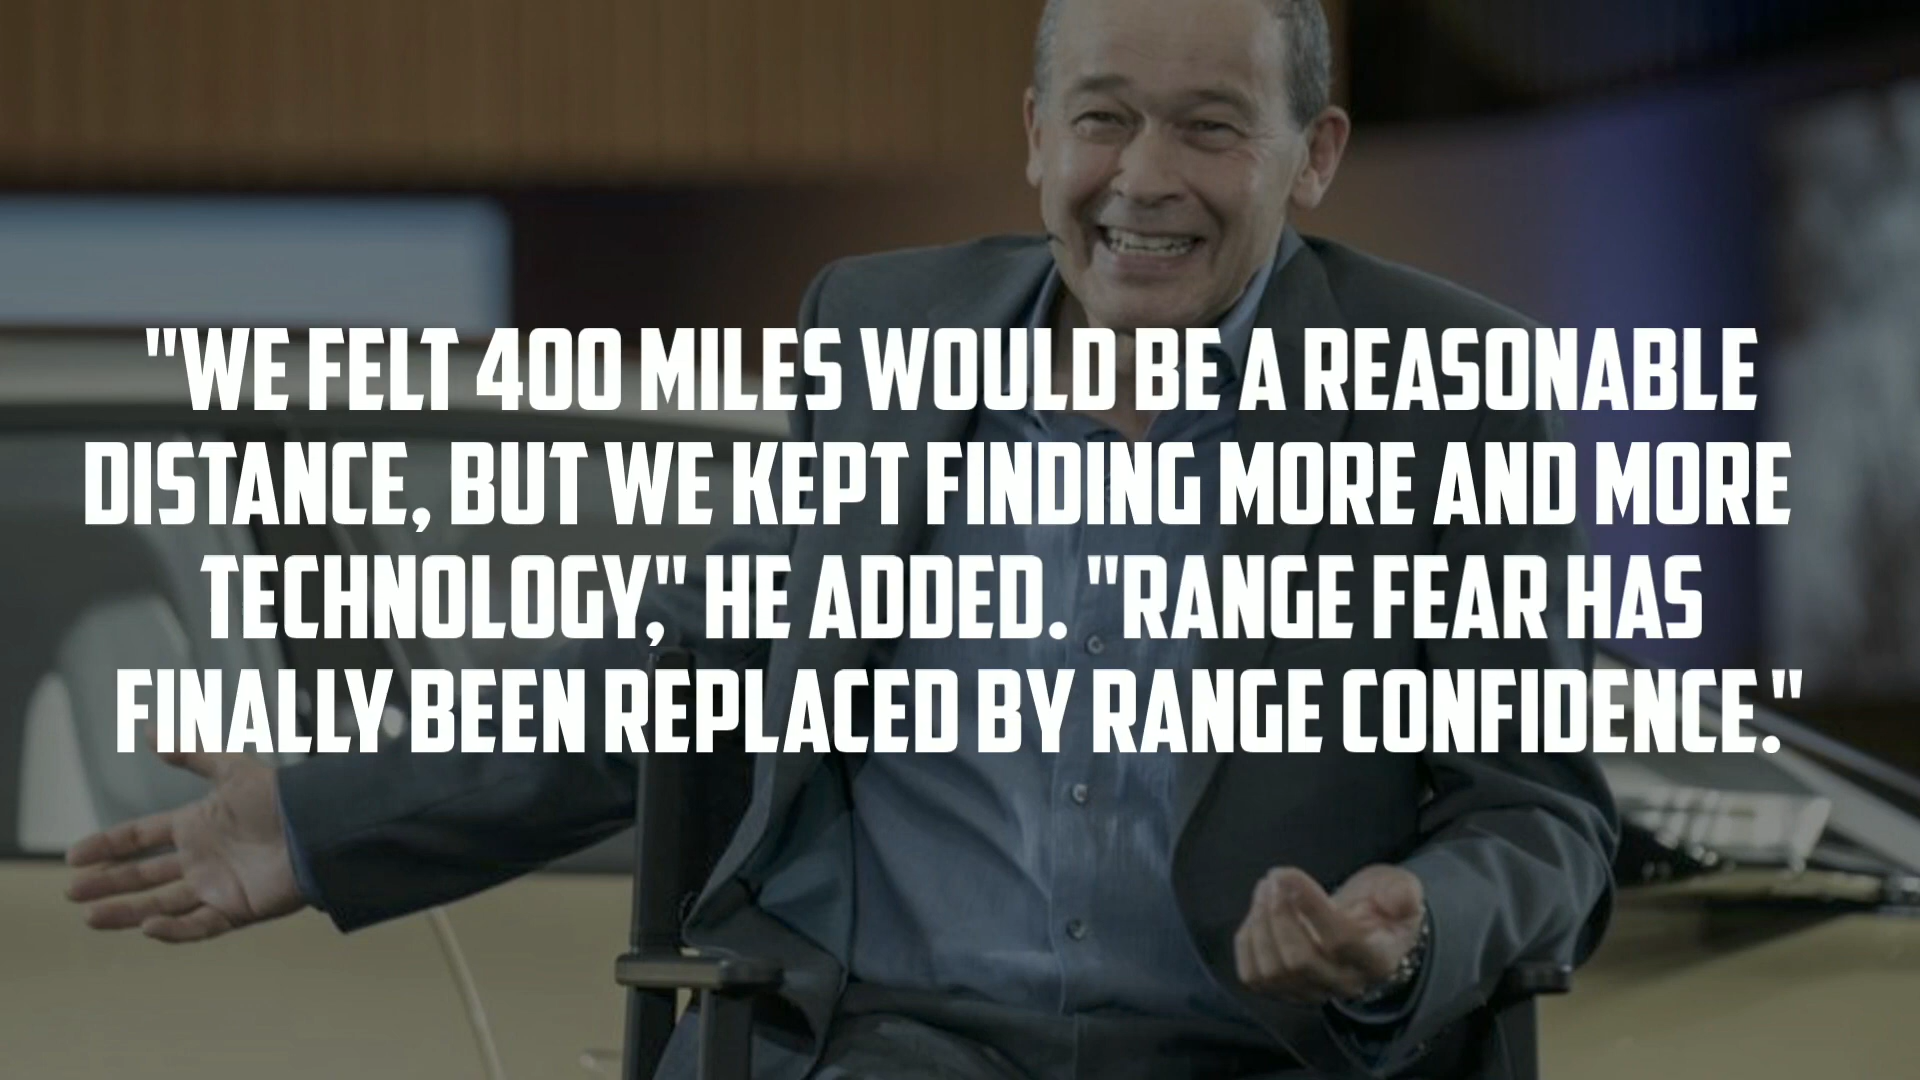 "WE FELT 400 MILES WOULD BE A REASONABLE
DISTANCE, BUT WE KEPT FINDING MORE AND MORE
TECHNOLOGY," HE ADDED. "RANGE FEAR HAS
FINALLY BEEN REPLACED BY RANGE CONFIDENCE."